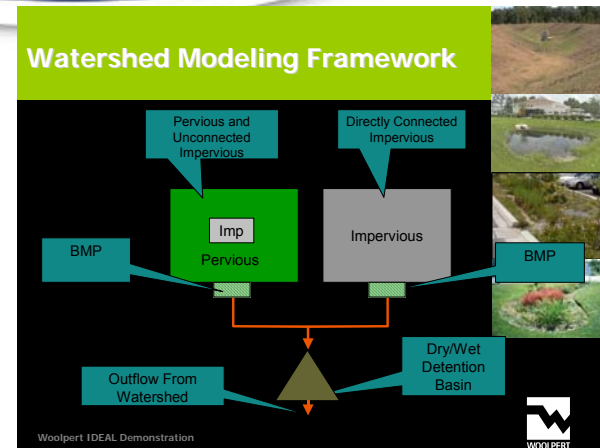 Watershed Modeling Framework
Pervious and
Unconnected
Impervious
Directly Connected
Impervious
Imp
Pervious
Impervious
BMP
BMP
Dry/Wet
Detention
Basin
Outflow From
Watershed
Woolpert IDEAL Demonstration
WOOLPERT